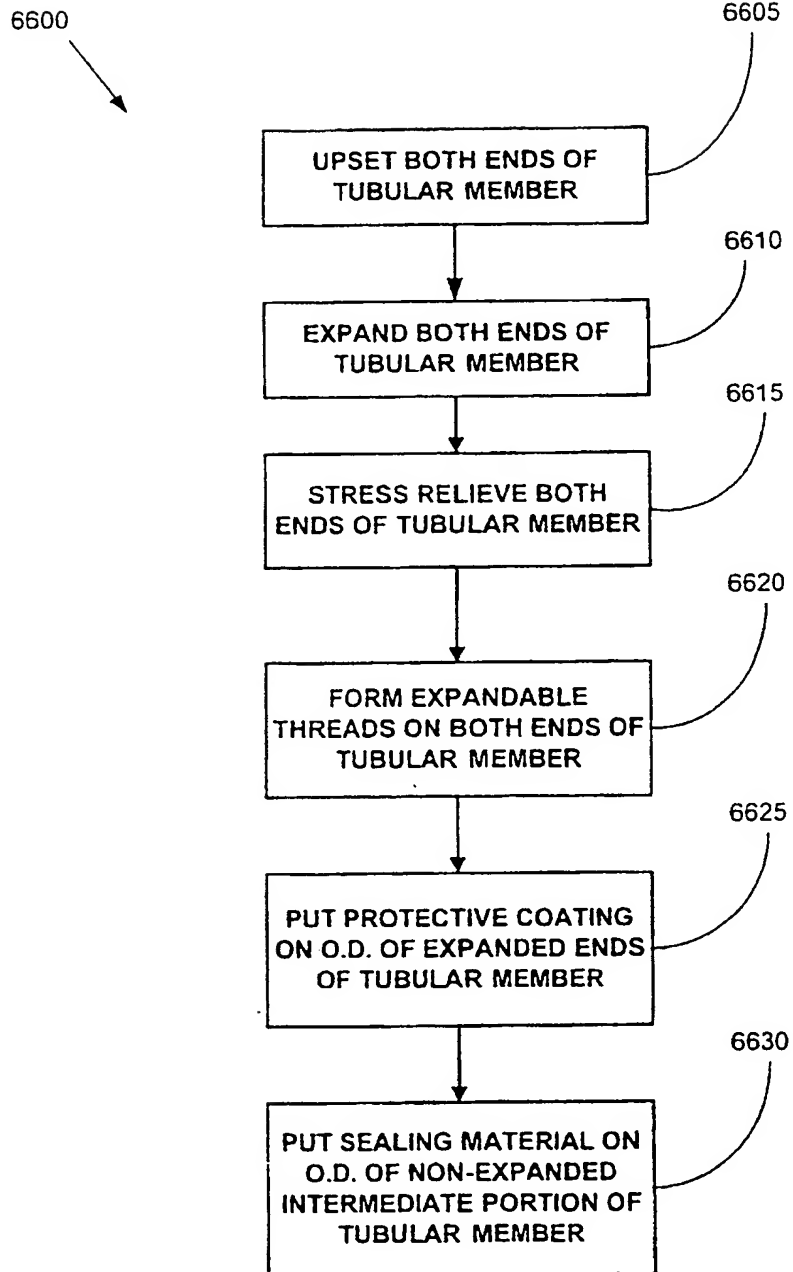 6600
6605
UPSET BOTH ENDS OF
TUBULAR MEMBER
6610
EXPAND BOTH ENDS OF
TUBULAR MEMBER
6615
STRESS RELIEVE BOTH
ENDS OF TUBULAR MEMBER
6620
FORM EXPANDABLE
THREADS ON BOTH ENDS OF
TUBULAR MEMBER
6625
PUT PROTECTIVE COATING
ON O.D. OF EXPANDED ENDS
OF TUBULAR MEMBER
6630
PUT SEALING MATERIAL ON
O.D. OF NON-EXPANDED
INTERMEDIATE PORTION OF
TUBULAR MEMBER